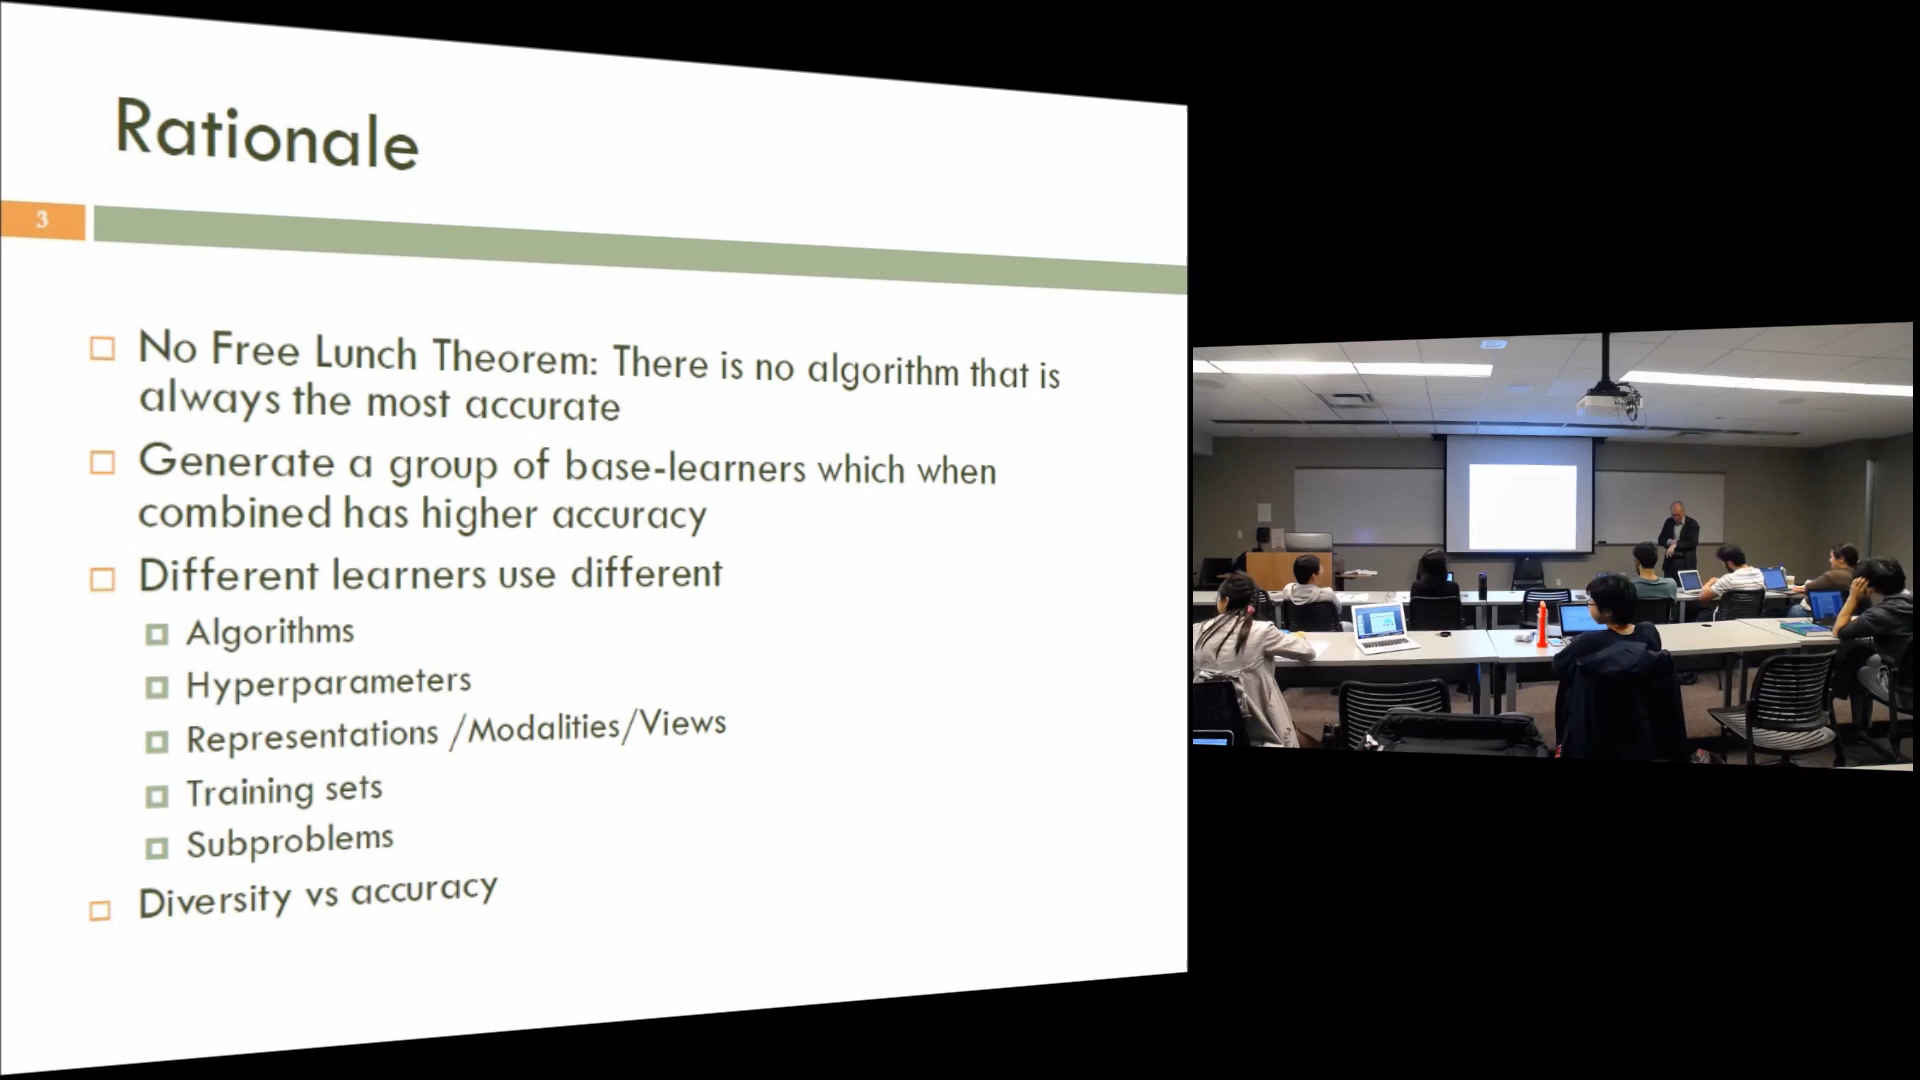 Rationale
3
No Free Lunch Theorem: There is no algorithm that is
always the most accurate
Generate a group of base-learners which when
combined has higher accuracy
Different learners use different
Algorithms
Hyperparameters
Representations /Modalities/Views
Training sets
Subproblems
Diversity vs accuracy